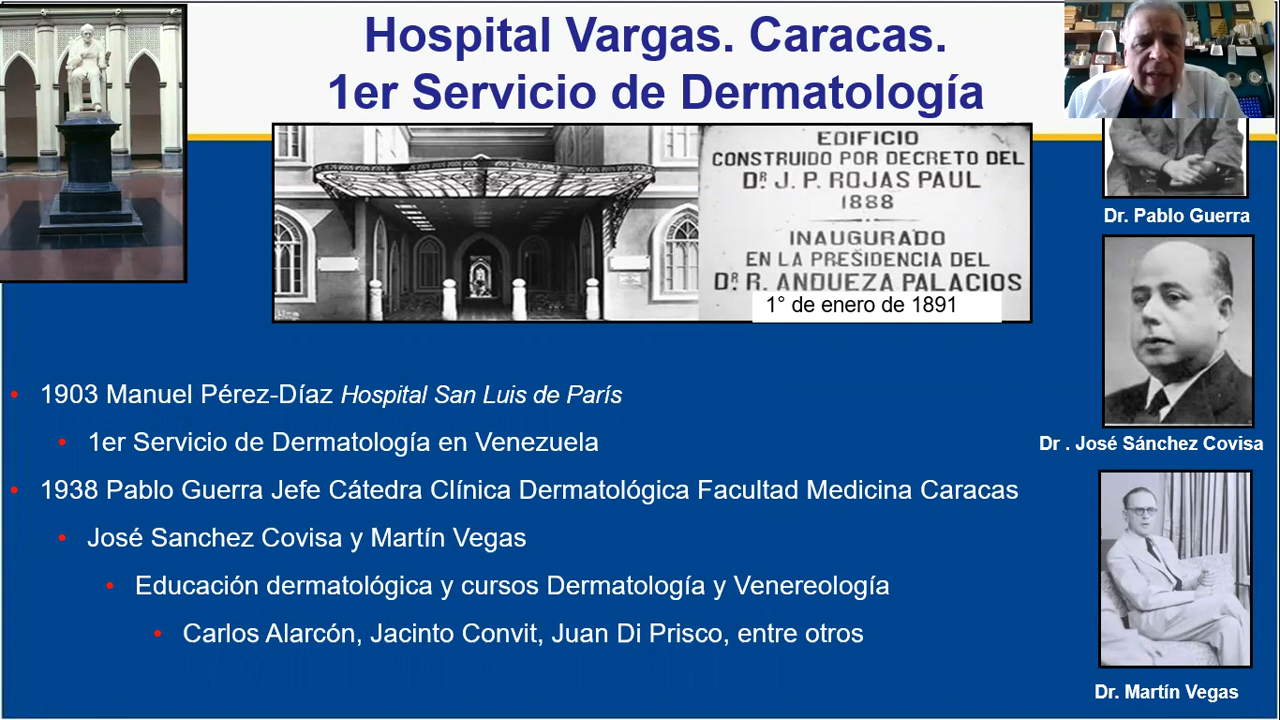 Hospital Vargas. Caracas.
1er Servicio de Dermatología
EDIFICIO
CONSTRUIDO POR DECRETO DEL
DR J. P. ROJAS PAUL
1888
INAUGURADO
EN LA PRESIDENCIA DEL
DR R. ANDUEZA PALACIOS
1° de enero de 1891
Dr. Pablo Guerra
• 1903 Manuel Pérez-Díaz Hospital San Luis de París
• 1er Servicio de Dermatología en Venezuela
Dr . José Sánchez Covisa
• 1938 Pablo Guerra Jefe Cátedra Clínica Dermatológica Facultad Medicina Caracas
• José Sanchez Covisa y Martín Vegas
• Educación dermatológica y cursos Dermatología y Venereología
• Carlos Alarcón, Jacinto Convit, Juan Di Prisco, entre otros
Dr. Martín Vegas